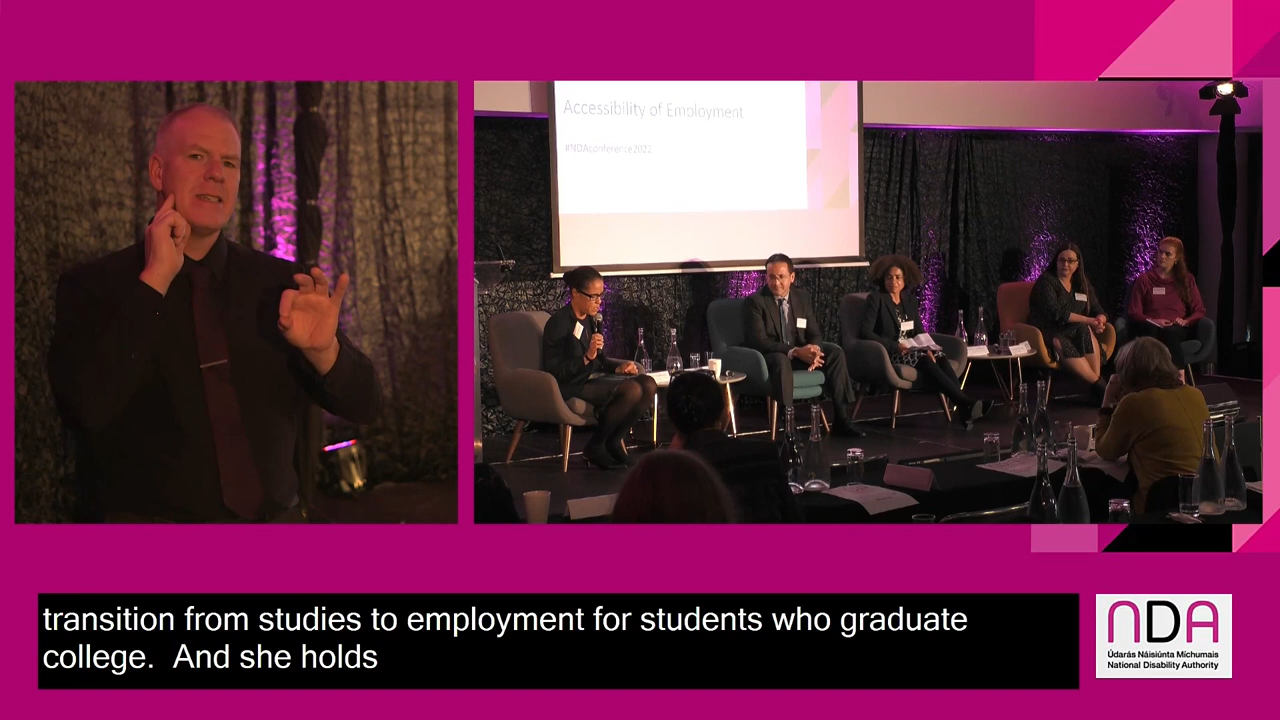 Accessibility of Employment
#NDAconference2022
transition from studies to employment for students who graduate
college.  And she holds
NDA
Údarás Náisiúnta Míchumais
National Disability Authority